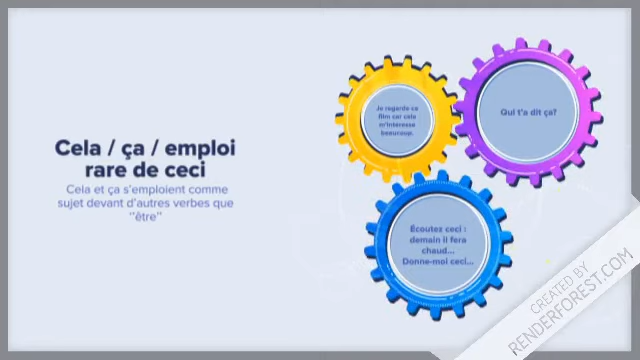 Cela / ça / emploi
rare de ceci
Cela et ça s'emploient comme
sujet devant d'autres verbes que
''être''
Je regarde ce
film car cela
m'intéresse
beaucoup.
Qui t'a dit ça?
Écoutez ceci :
demain il fera
chaud...
Donne-moi ceci...
CREATED BY
RENDERFOREST.COM